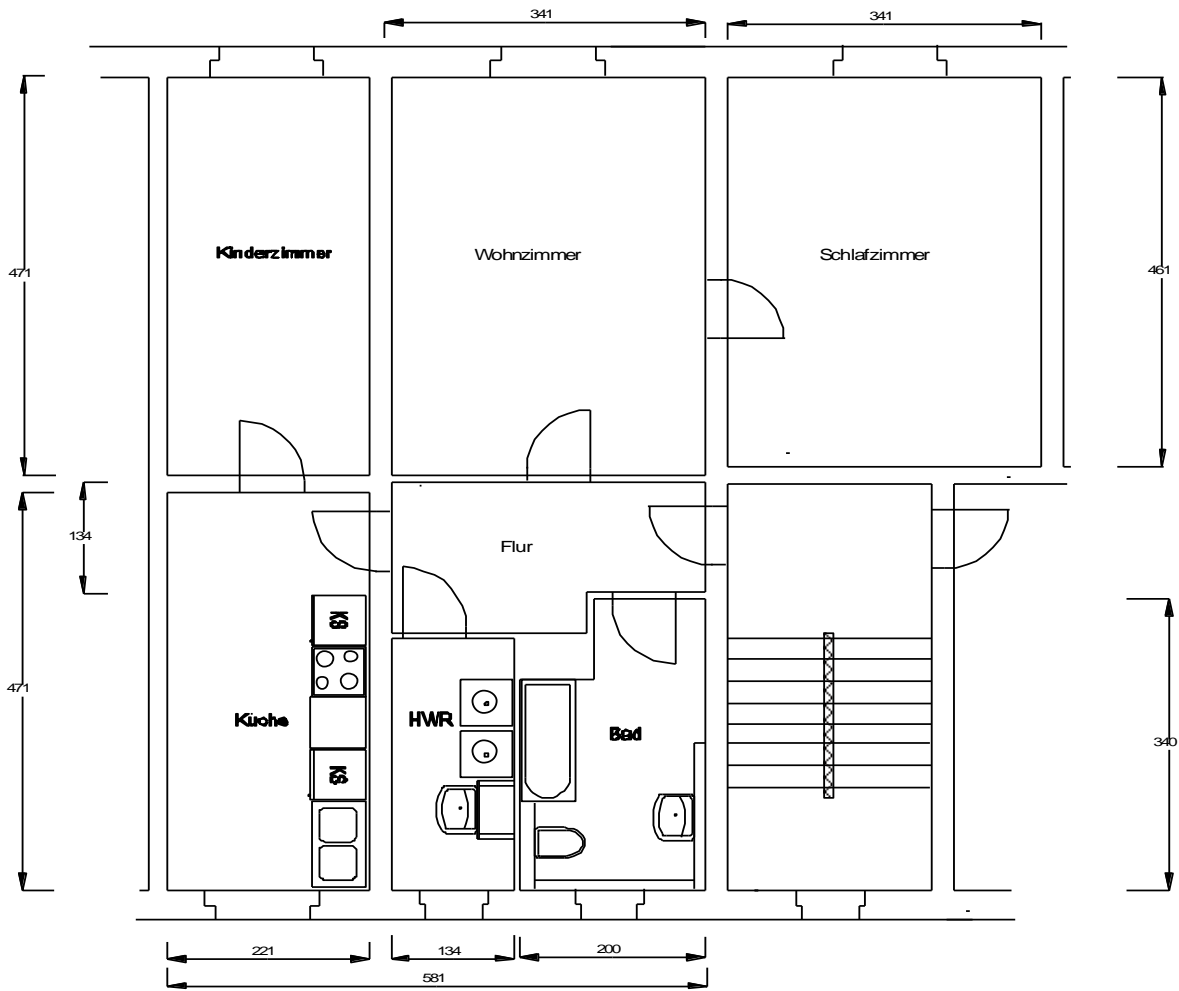 341
341
Kinderzimmer
Wohnzimmer
Schlafzimmer
471
461
134
Flur
KS
471
Küche
HWR
Bad
340
KS
221
134
200
581